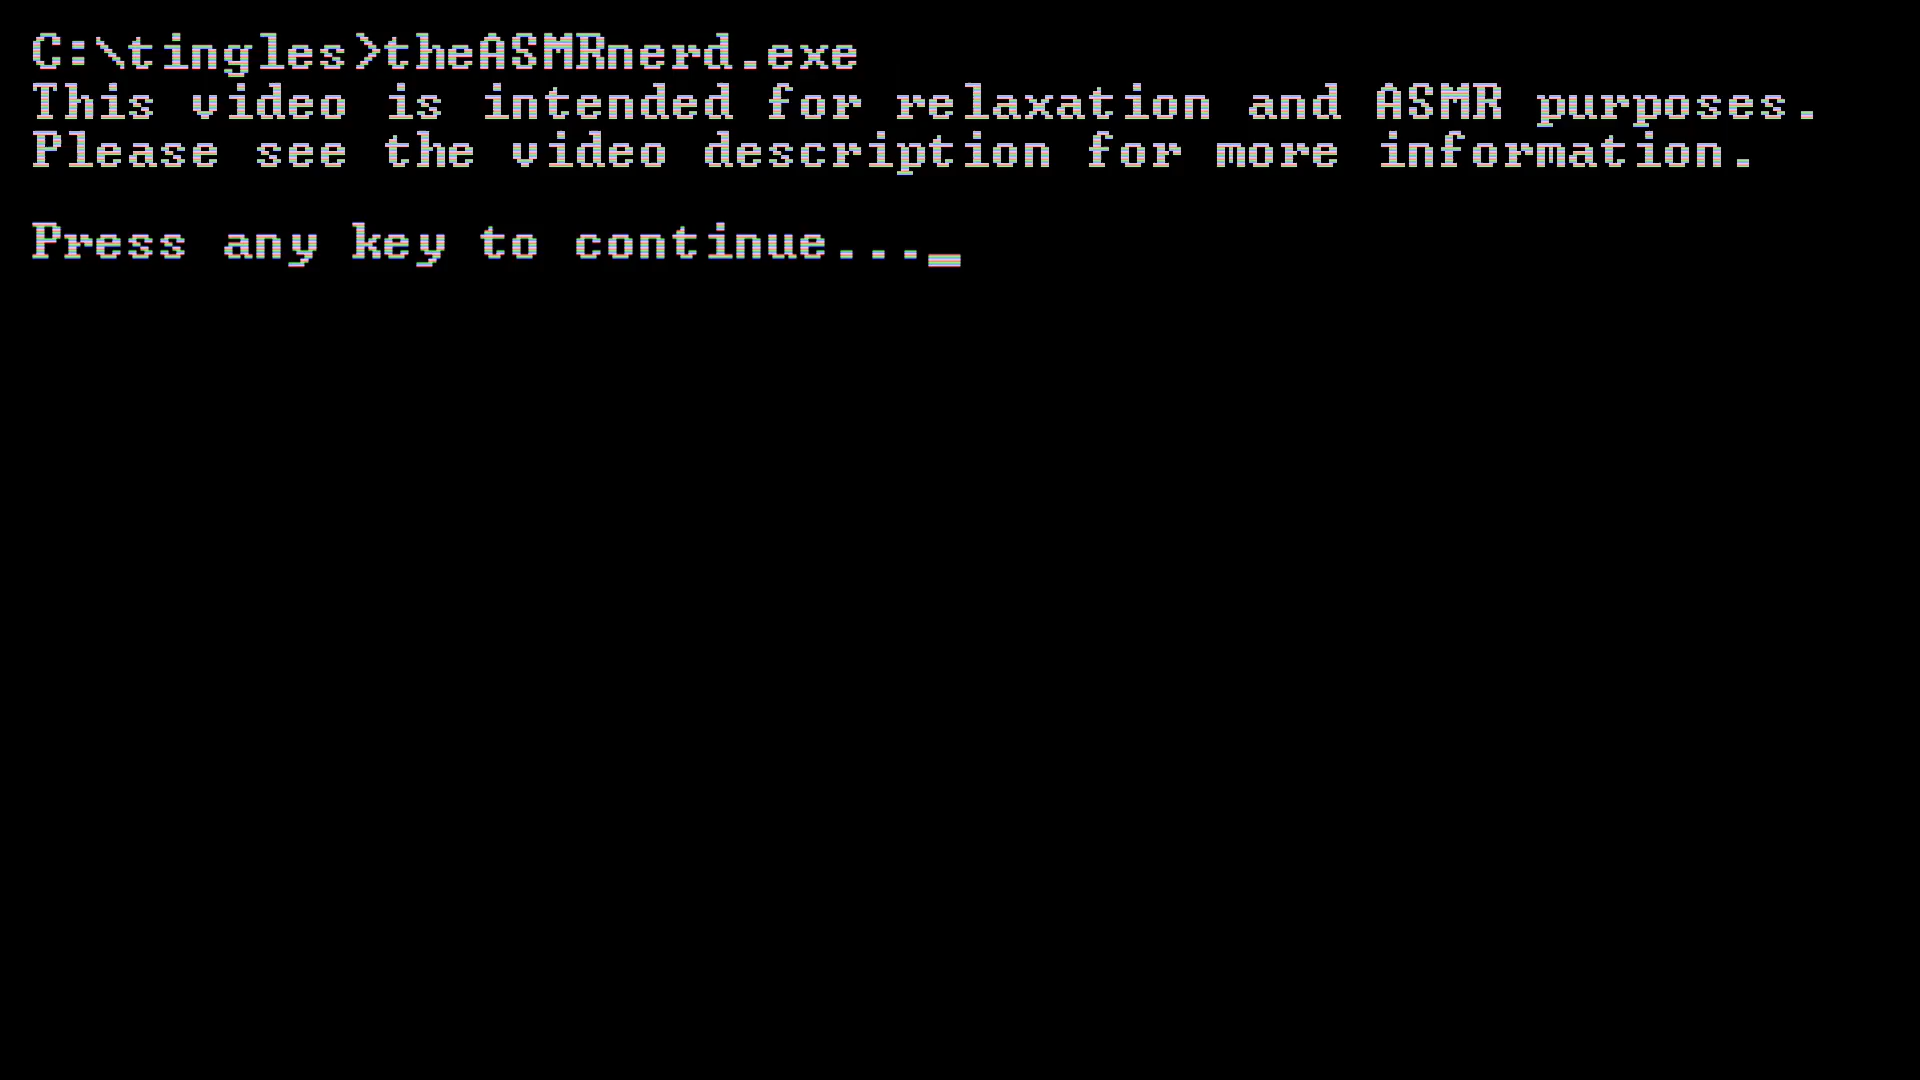 C:\tingles>theASMRnerd.exe
This video is intended for relaxation and ASMR purposes.
Please see the video description for more information.
Press any key to continue..._